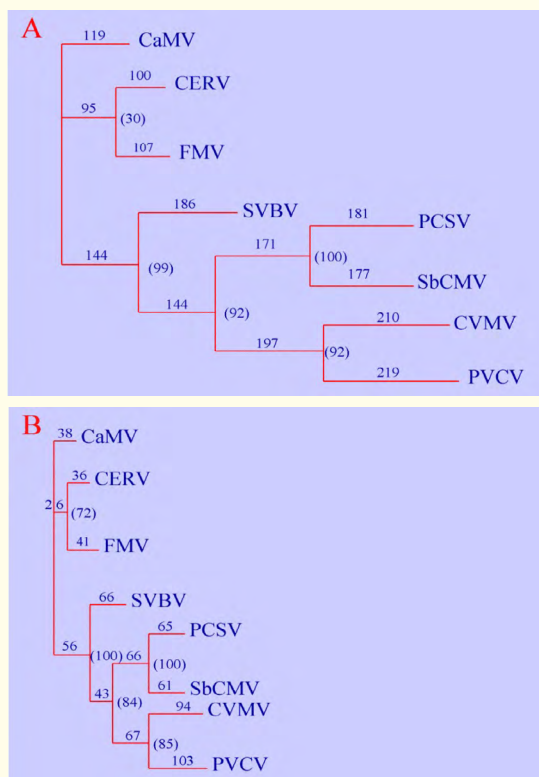 A
119 CaMV
100 CERV
95 (30)
107 FMV
186 SVBV
181 PCSV
171 (100)
144 (99)
177 SbCMV
144 (92)
210 CVMV
197 (92)
219 PVCV
B
38 CaMV
36 CERV
2 6 (72)
41 FMV
66 SVBV
65 PCSV
56 (100) 66 (100)
61 SbCMV
43 (84)
94 CVMV
67 (85)
103 PVCV